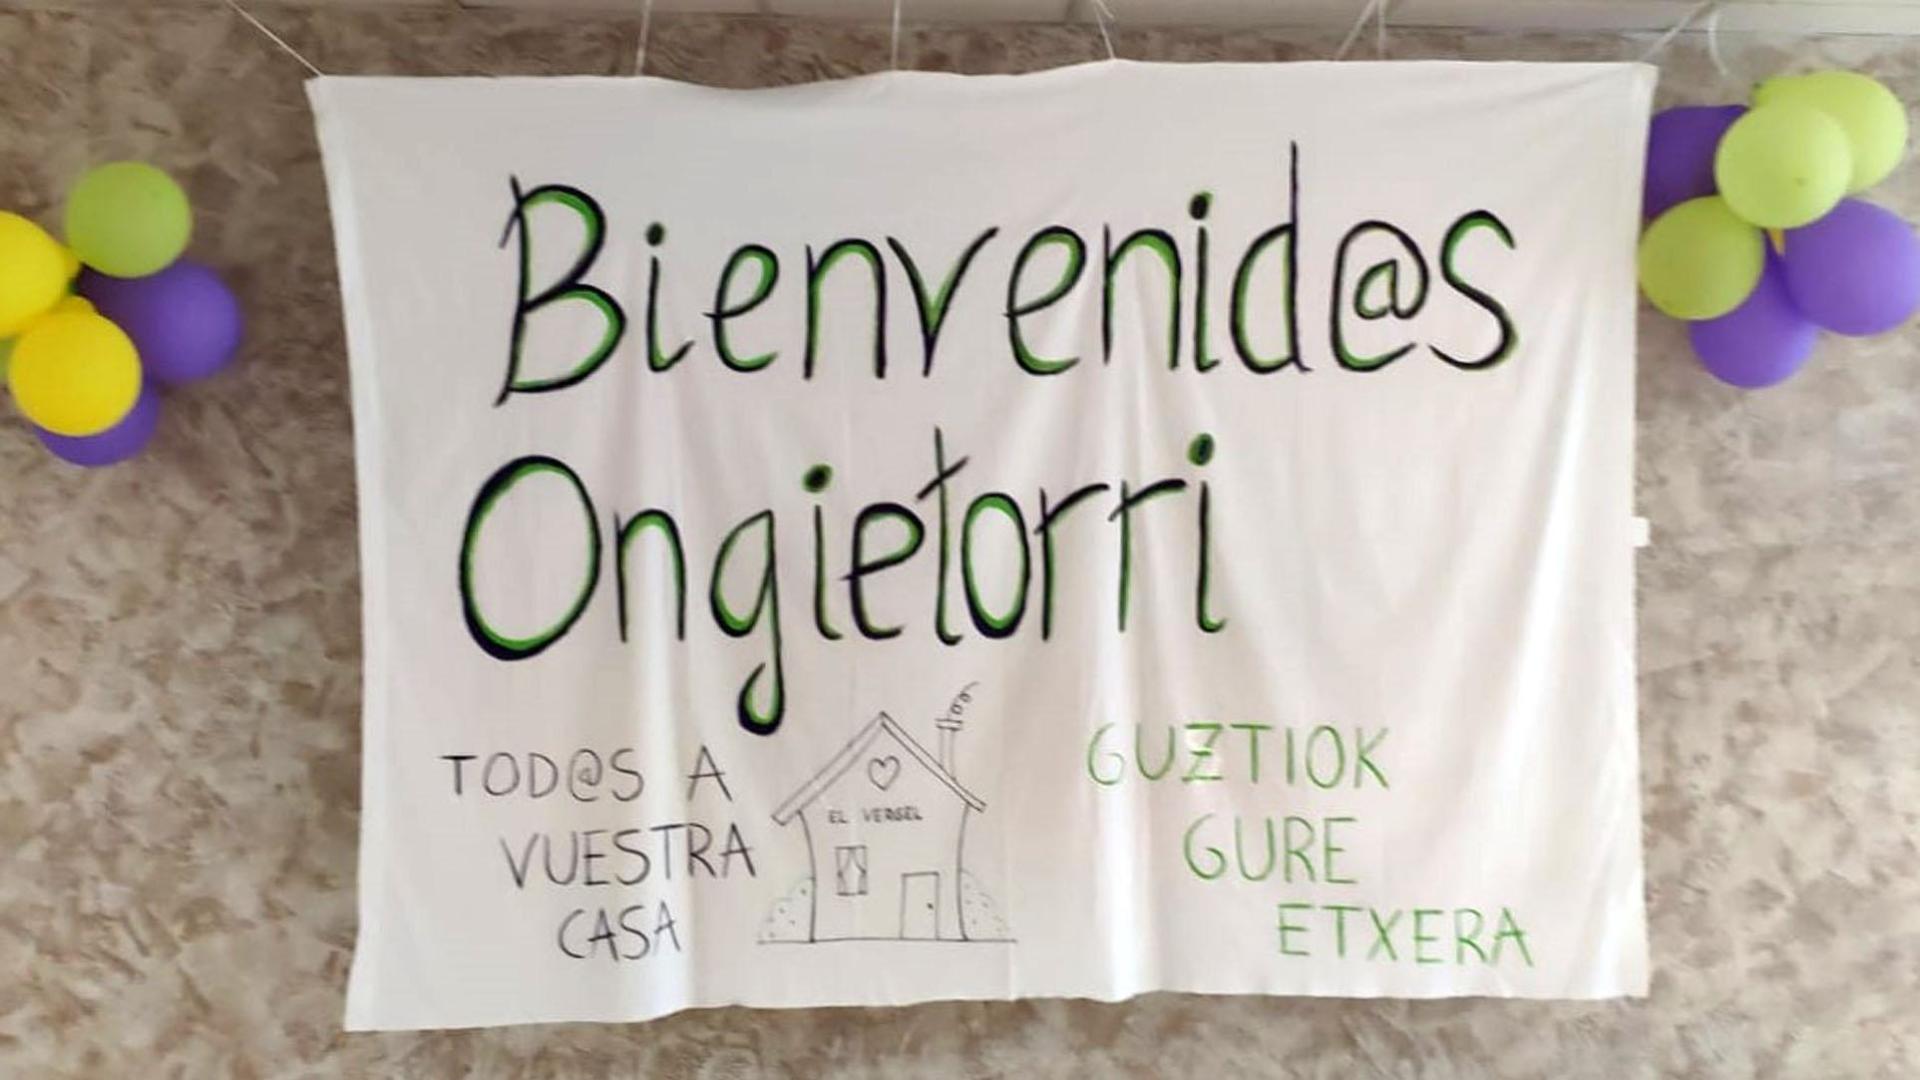 Bienvenid@s
Ongietorri
TOD@S A
VUESTRA
CASA
EL VERGEL
GUZTIOK
GURE
ETXERA